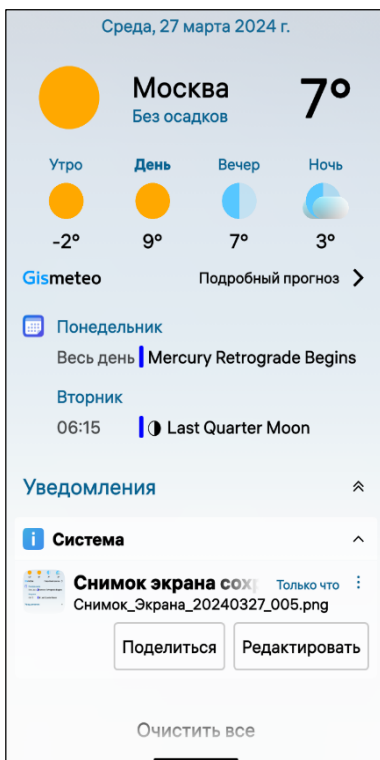 Среда, 27 марта 2024 г.
Москва
Без осадков
7°
Утро День Вечер Ночь
-2° 9° 7° 3°
Gismeteo Подробный прогноз
Понедельник
Весь день Mercury Retrograde Begins
Вторник
06:15 Last Quarter Moon
Уведомления
Система
Снимок экрана сох Только что
Снимок_Экрана_20240327_005.png
Поделиться Редактировать
Очистить все